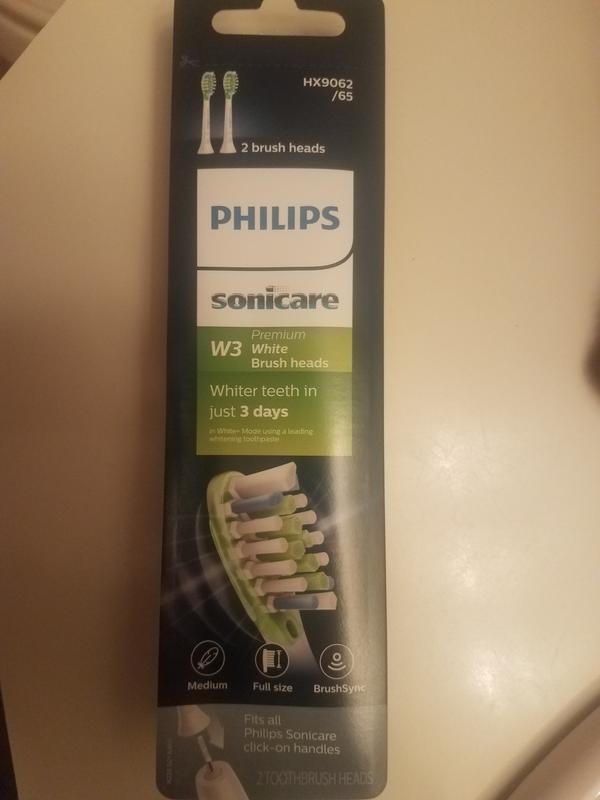 HX9062
/65
2 brush heads
PHILIPS
sonicare
W3 Premium
White
Brush heads
Whiter teeth in
just 3 days
in White+ Mode using a leading
whitening toothpaste
Medium
Full size
BrushSync
Fits all
Philips Sonicare
click-on handles
2 TOOTHBRUSH HEADS